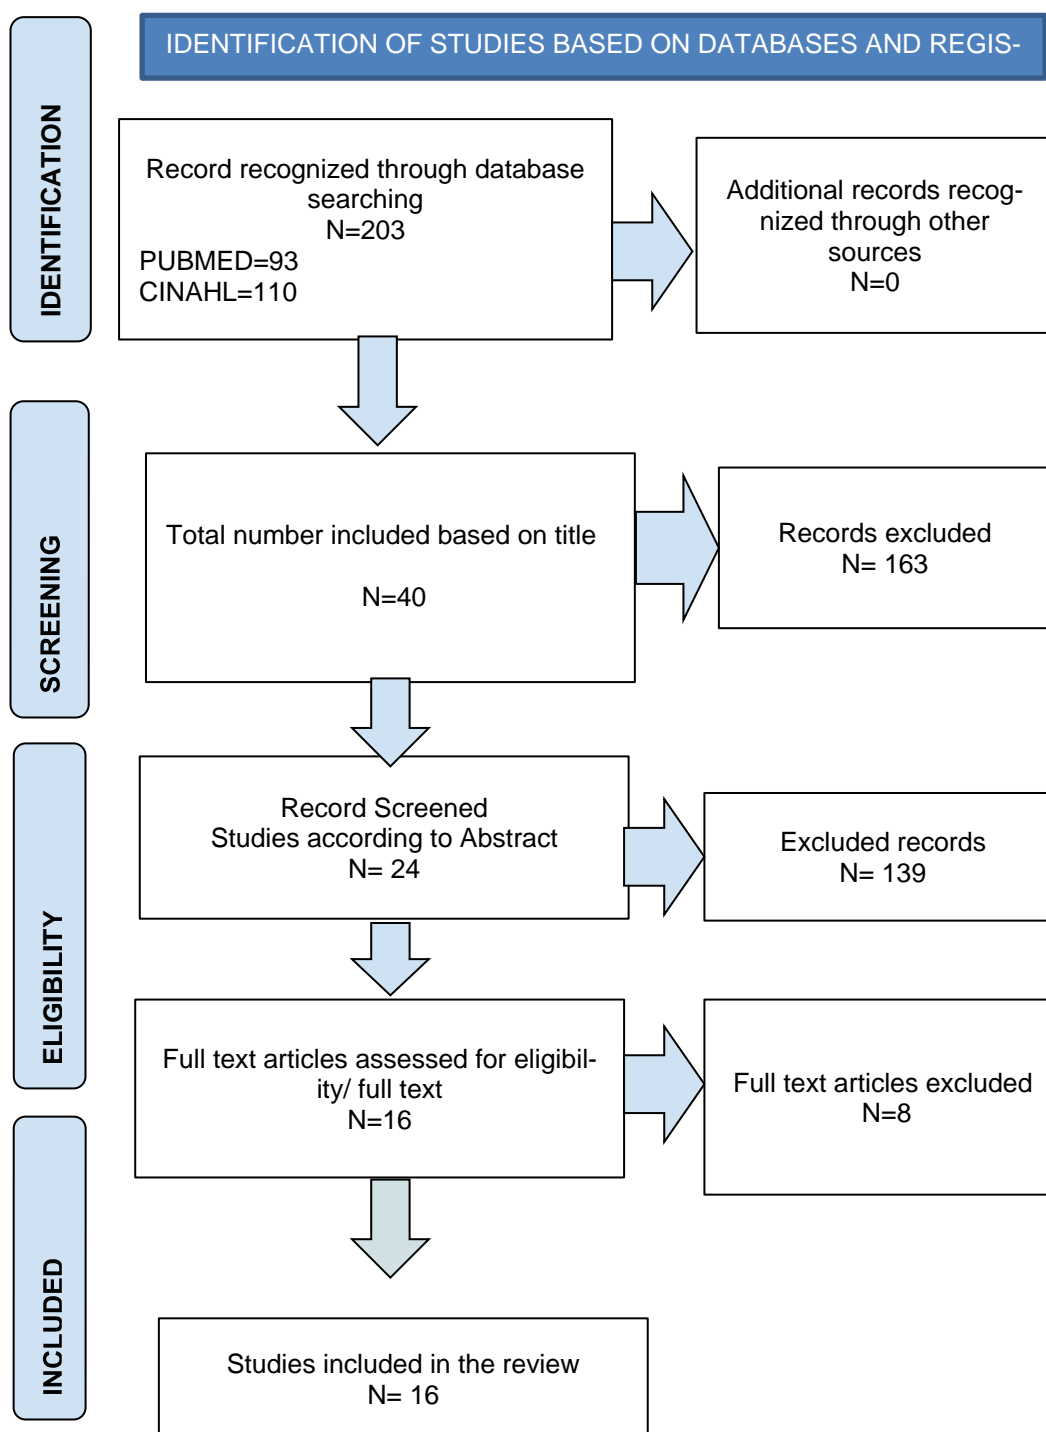 IDENTIFICATION OF STUDIES BASED ON DATABASES AND REGIS-
IDENTIFICATION
Record recognized through database
searching
N=203
PUBMED=93
CINAHL=110
Additional records recog-
nized through other
sources
N=0
SCREENING
Total number included based on title
N=40
Records excluded
N= 163
ELIGIBILITY
Record Screened
Studies according to Abstract
N= 24
Excluded records
N= 139
Full text articles assessed for eligibil-
ity/ full text
N=16
Full text articles excluded
N=8
INCLUDED
Studies included in the review
N= 16